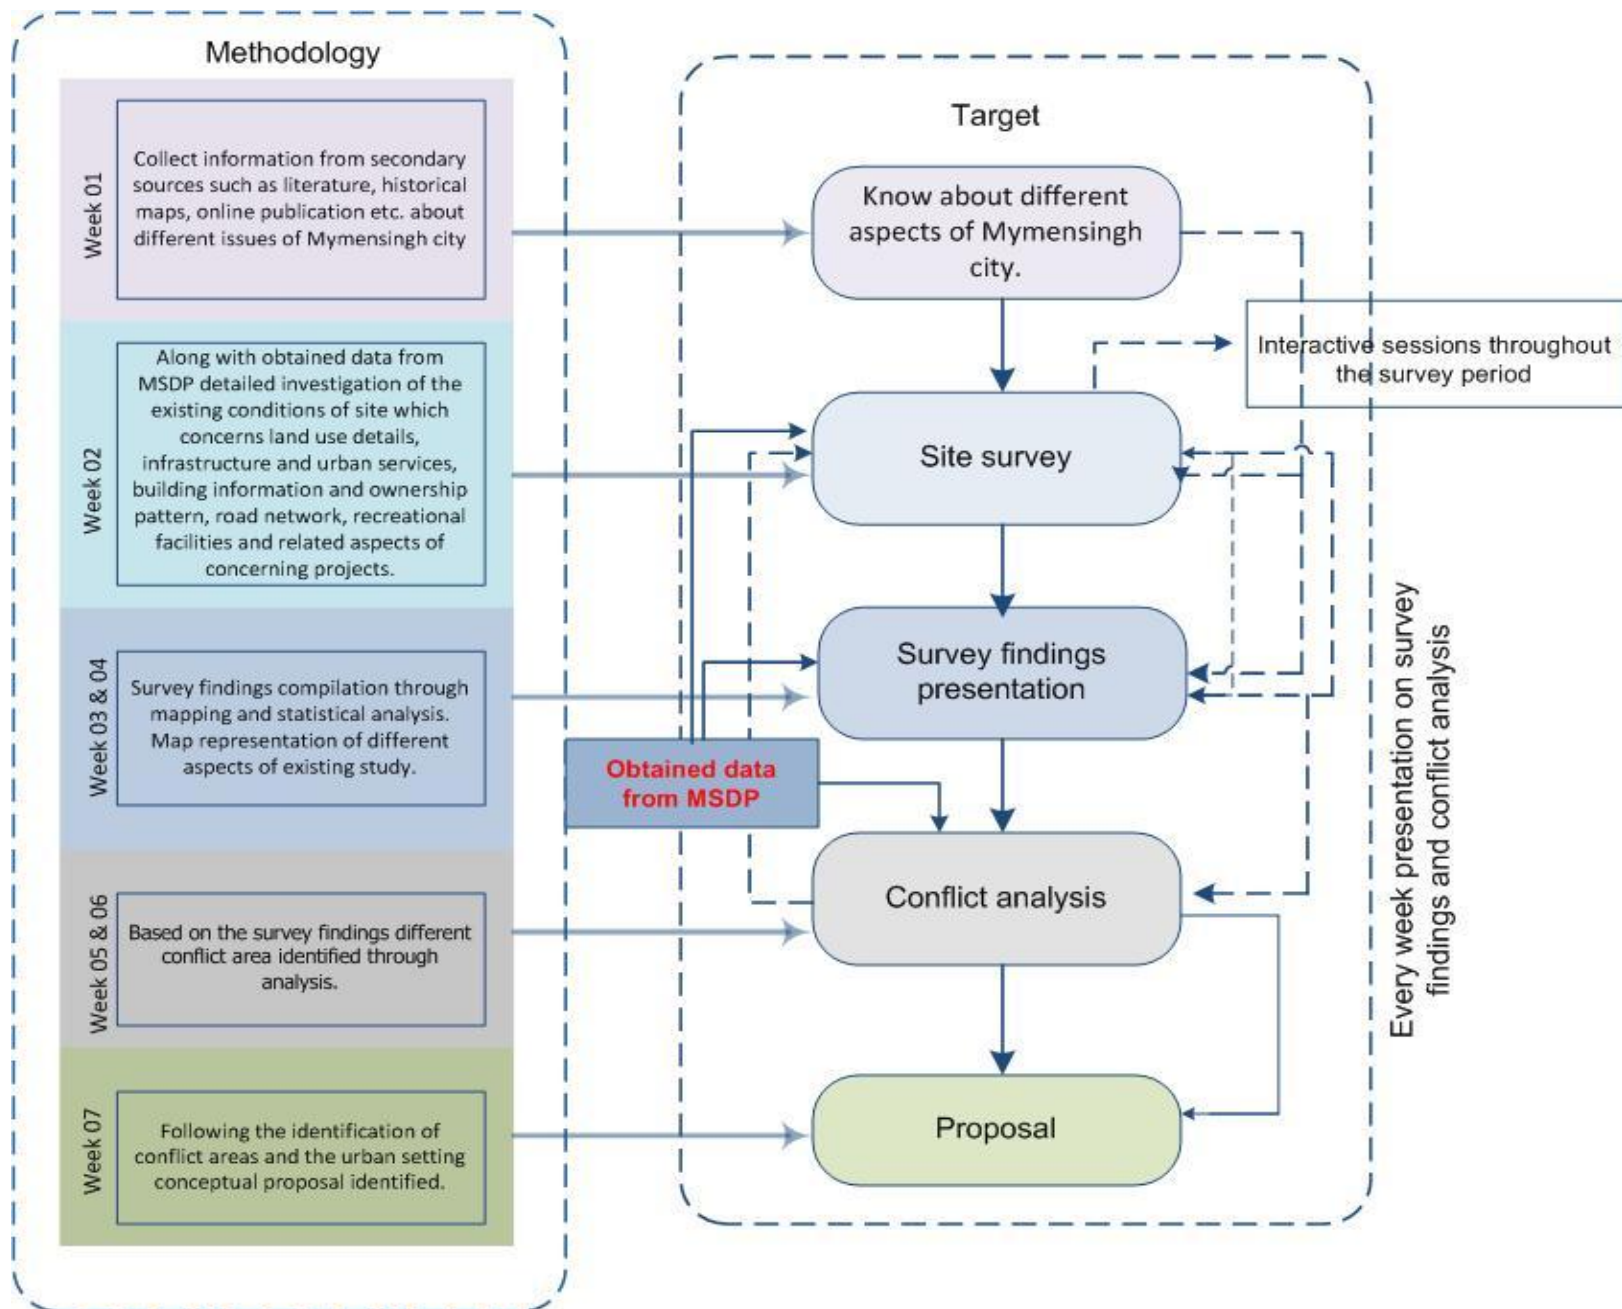 Methodology
Week 01
Collect information from secondary
sources such as literature, historical
maps, online publication etc. about
different issues of Mymensingh city
Week 02
Along with obtained data from
MSDP detailed investigation of the
existing conditions of site which
concerns land use details,
infrastructure and urban services,
building information and ownership
pattern, road network, recreational
facilities and related aspects of
concerning projects.
Week 03 & 04
Survey findings compilation through
mapping and statistical analysis.
Map representation of different
aspects of existing study.
Week 05 & 06
Based on the survey findings different
conflict area identified through
analysis.
Week 07
Following the identification of
conflict areas and the urban setting
conceptual proposal identified.
Obtained data
from MSDP
Target
Know about different
aspects of Mymensingh
city.
Site survey
Survey findings
presentation
Conflict analysis
Proposal
Interactive sessions throughout
the survey period
Every week presentation on survey
findings and conflict analysis